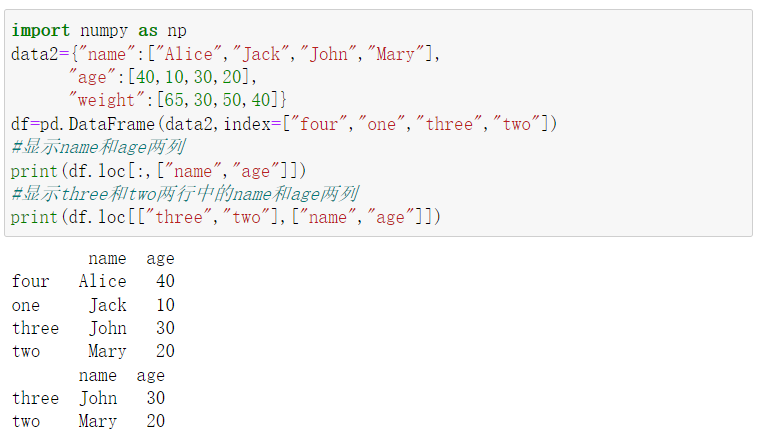 import numpy as np
data2={"name":["Alice","Jack","John","Mary"],
      "age":[40,10,30,20],
      "weight":[65,30,50,40]}
df=pd.DataFrame(data2,index=["four","one","three","two"])
#显示name和age两列
print(df.loc[:,["name","age"]])
#显示three和two两行中的name和age两列
print(df.loc[["three","two"],["name","age"]])
        name  age
four   Alice   40
one     Jack   10
three   John   30
two     Mary   20
       name  age
three  John   30
two    Mary   20